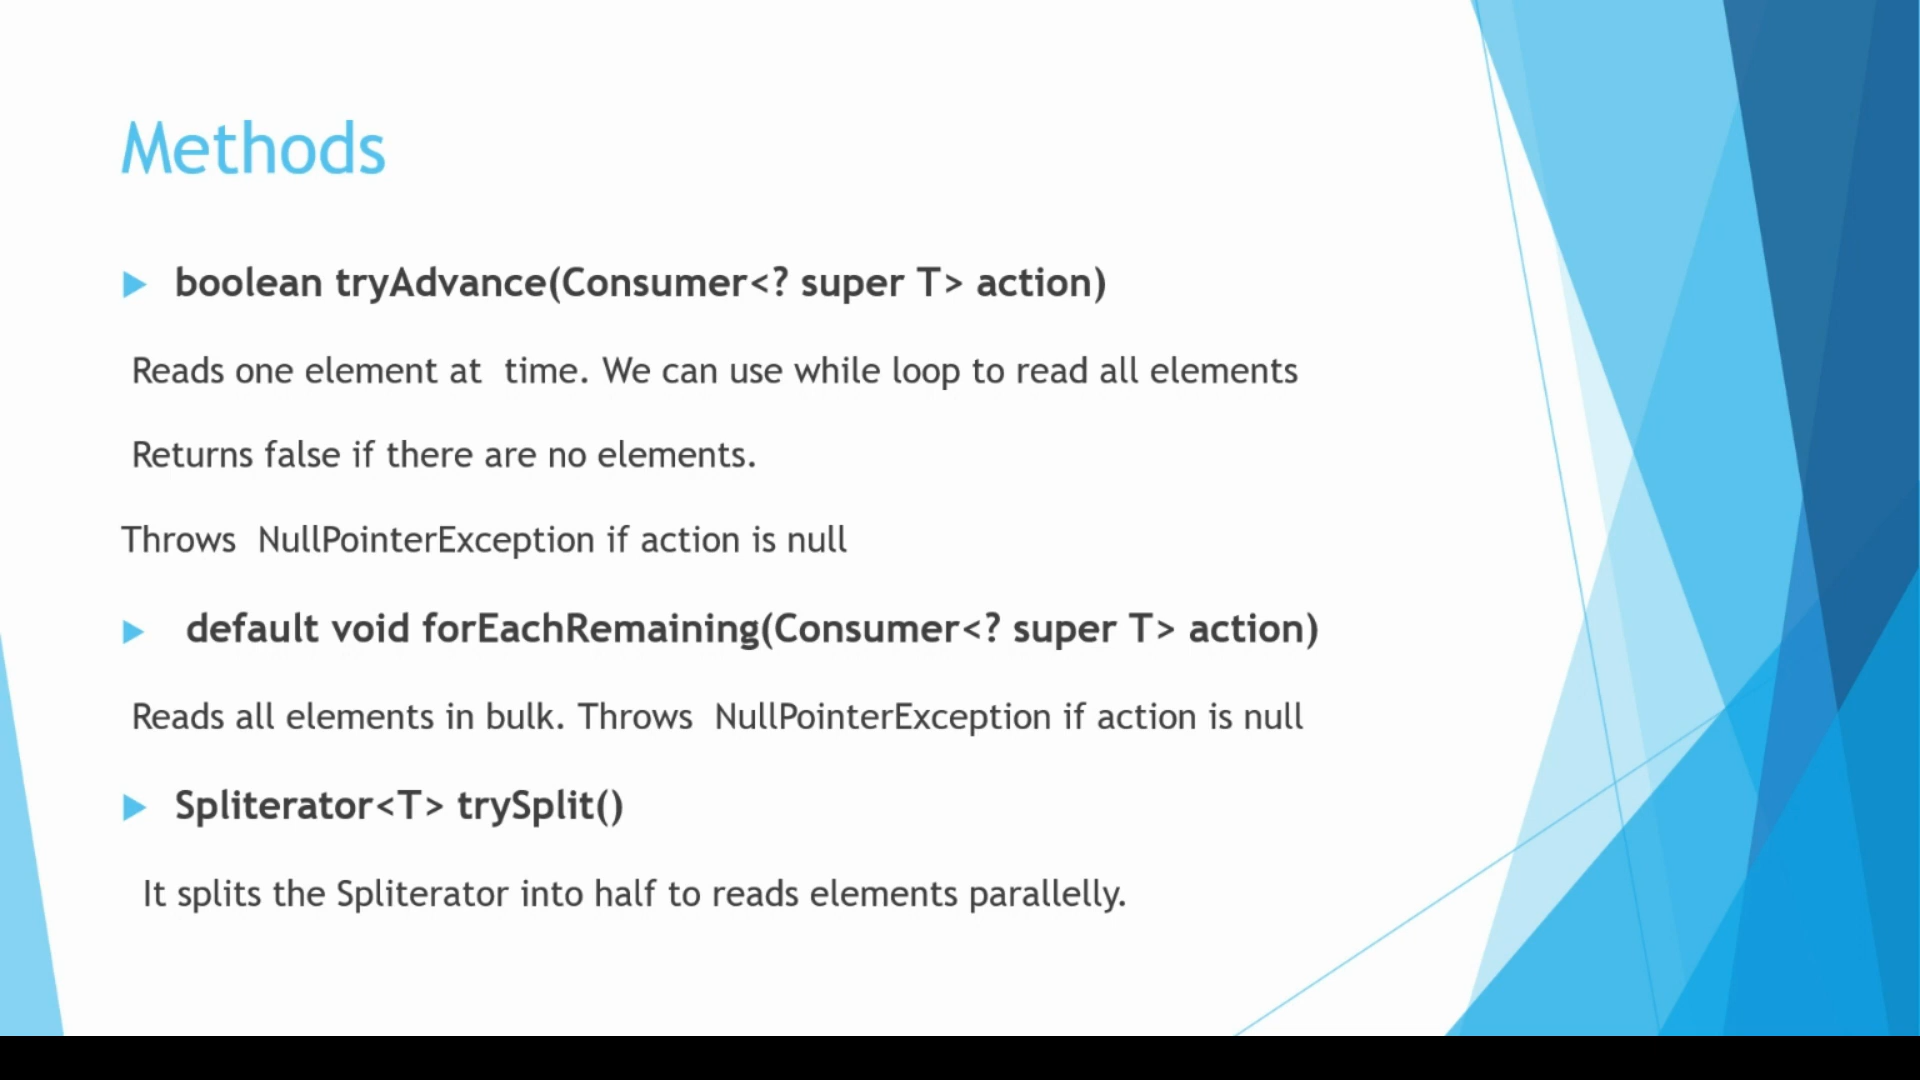 Methods
boolean tryAdvance(Consumer<? super T> action)
Reads one element at  time. We can use while loop to read all elements
Returns false if there are no elements.
Throws  NullPointerException if action is null
default void forEachRemaining(Consumer<? super T> action)
Reads all elements in bulk. Throws  NullPointerException if action is null
Spliterator<T> trySplit()
It splits the Spliterator into half to reads elements parallelly.